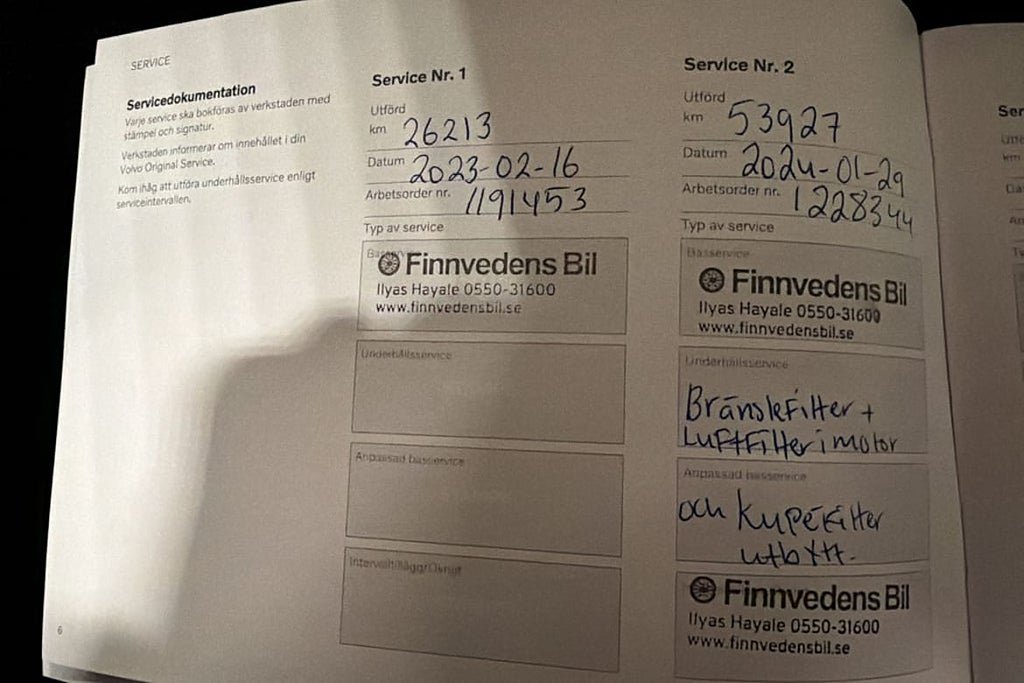 SERVICE
Servicedokumentation
Varje service ska bokföras av verkstaden med
stämpel och signatur.
Verkstaden informerar om innehållet i din
Volvo Original Service.
Kom ihåg att utföra underhållsservice enligt
serviceintervallen.
6
Service Nr. 1
Utförd
km 26213
Datum 2023-02-16
Arbetsorder nr. 1191453
Typ av service
Basservice
Finnvedens Bil
Ilyas Hayale 0550-31600
www.finnvedensbil.se
Underhållsservice
Anpassad basservice
Service Nr. 2
Utförd
km 53927
Datum 2024-01-29
Arbetsorder nr. 1228344
Typ av service
Basservice
Finnvedens Bil
Ilyas Hayale 0550-31600
www.finnvedensbil.se
Underhållsservice
Bränslefilter +
Luftfilter i motor
Anpassad basservice
och kupéfilter
utbytt.
Finnvedens Bil
Ilyas Hayale 0550-31600
www.finnvedensbil.se
Ser
km